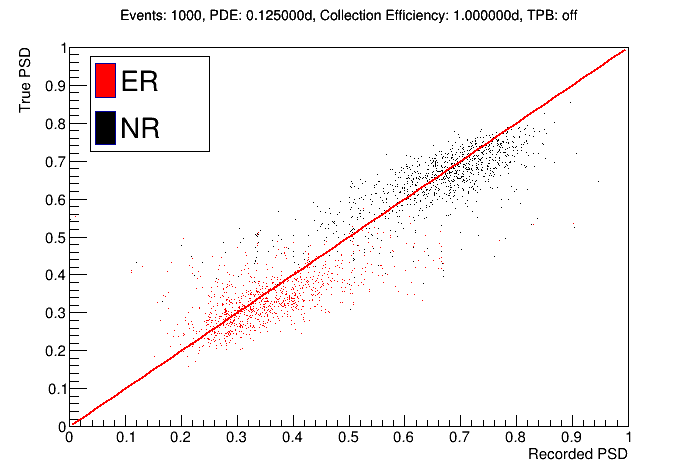 Events: 1000, PDE: 0.125000d, Collection Efficiency: 1.000000d, TPB: off
True PSD
1
0.9
0.8
0.7
0.6
0.5
0.4
0.3
0.2
0.1
0
ER
NR
0 0.1 0.2 0.3 0.4 0.5 0.6 0.7 0.8 0.9 1
Recorded PSD